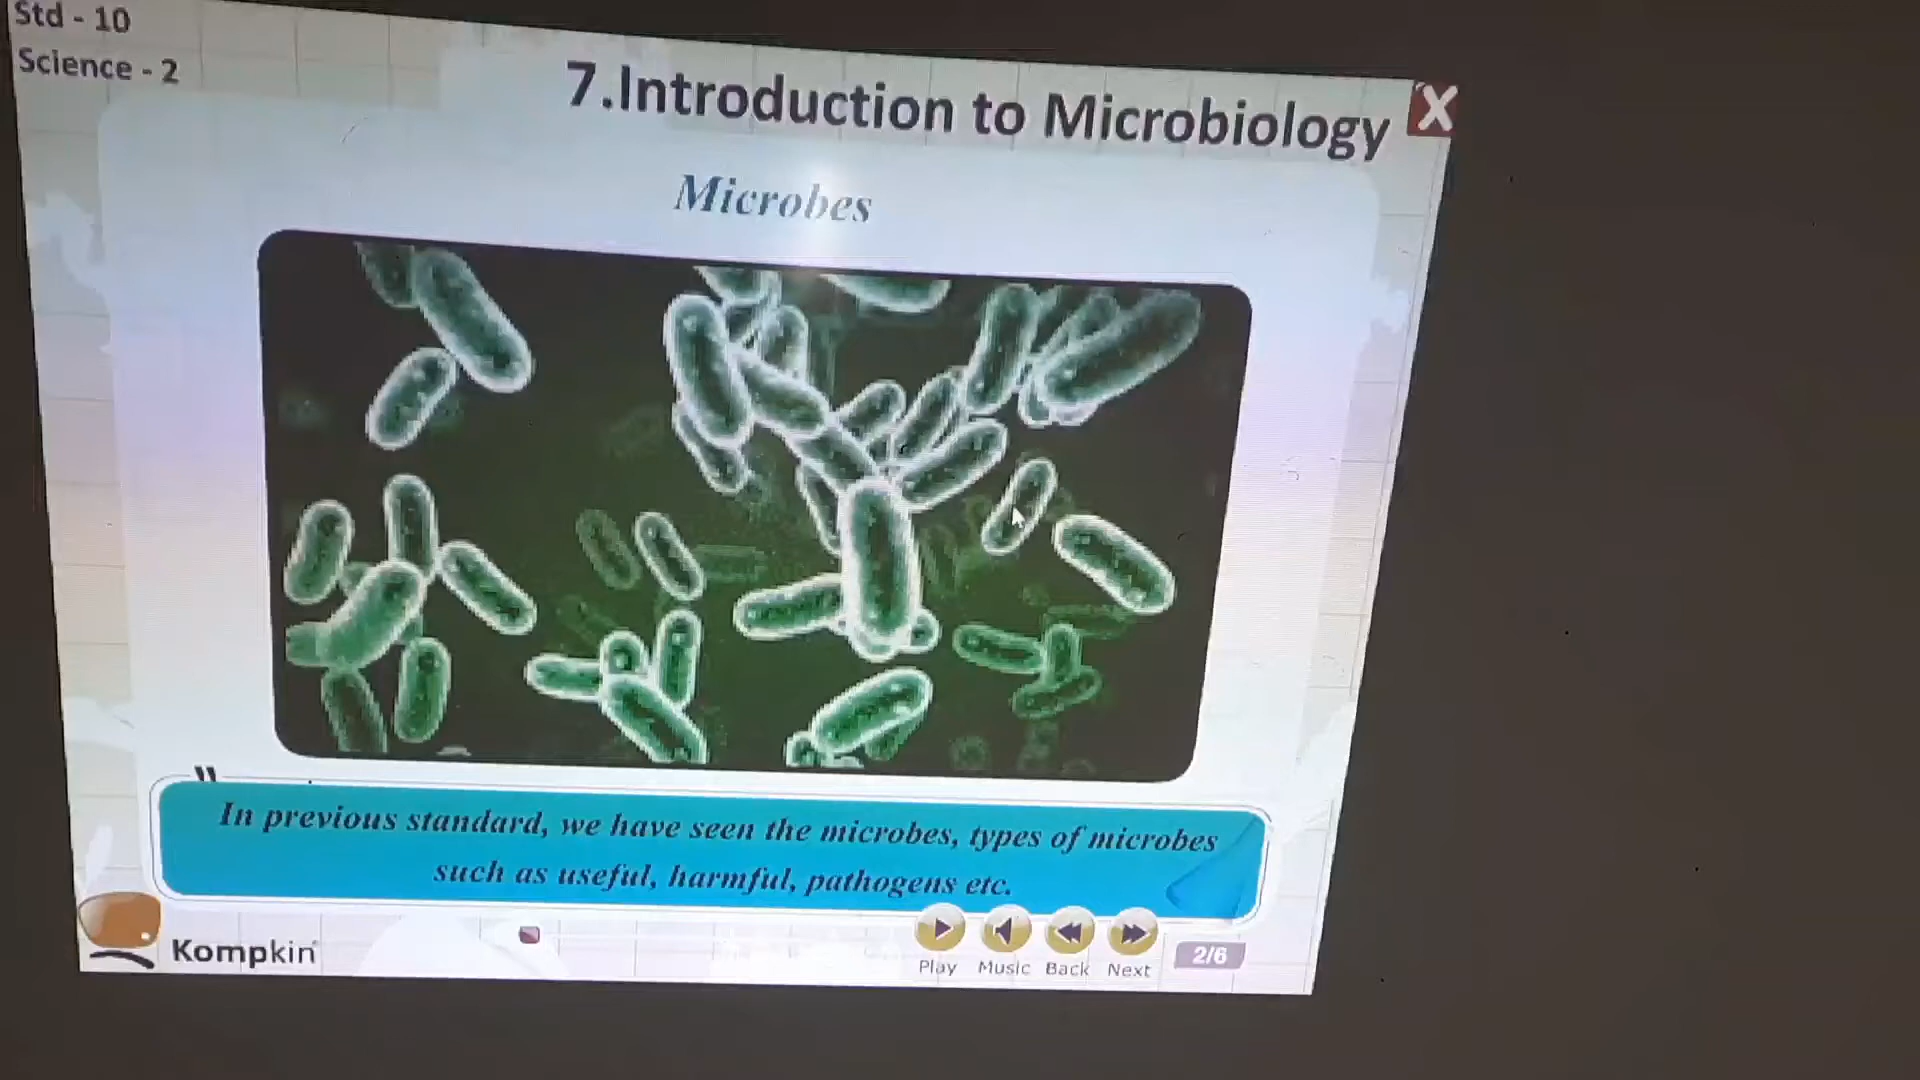 Std - 10
Science - 2
7.Introduction to Microbiology
X
Microbes
In previous standard, we have seen the microbes, types of microbes
such as useful, harmful, pathogens etc.
Kompkin
Play Music Back Next
2/6